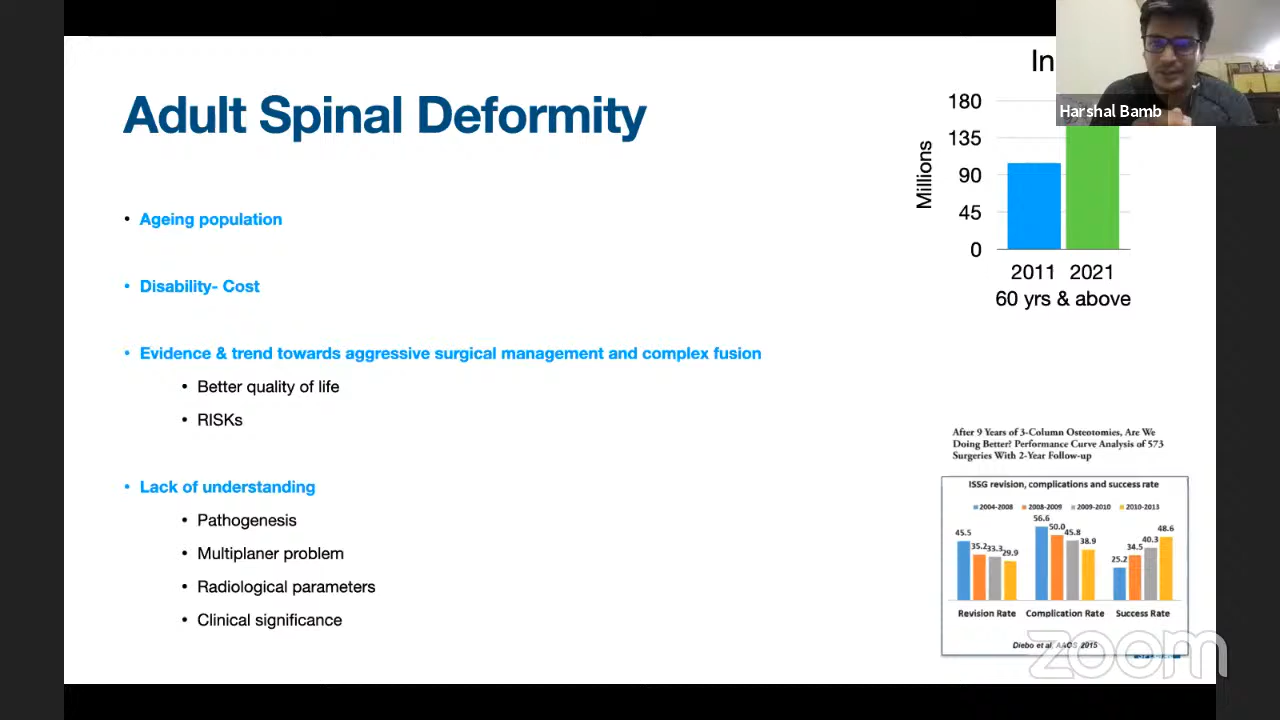 Adult Spinal Deformity
• Ageing population
• Disability- Cost
• Evidence & trend towards aggressive surgical management and complex fusion
• Better quality of life
• RISKs
• Lack of understanding
• Pathogenesis
• Multiplaner problem
• Radiological parameters
• Clinical significance
In
180
135
90
45
0
Millions
2011 2021
60 yrs & above
Harshal Bamb
After 9 Years of 3-Column Osteotomies, Are We
Doing Better? Performance Curve Analysis of 573
Surgeries With 2-Year Follow-up
ISSG revision, complications and success rate
2004-2008 2008-2009 2009-2010 2010-2013
45.5 35.2 33.3 29.9
56.6 50.0 45.8 38.9
25.2 34.5 40.3 48.6
Revision Rate Complication Rate Success Rate
Diebo et al, AAOS 2015
zoom